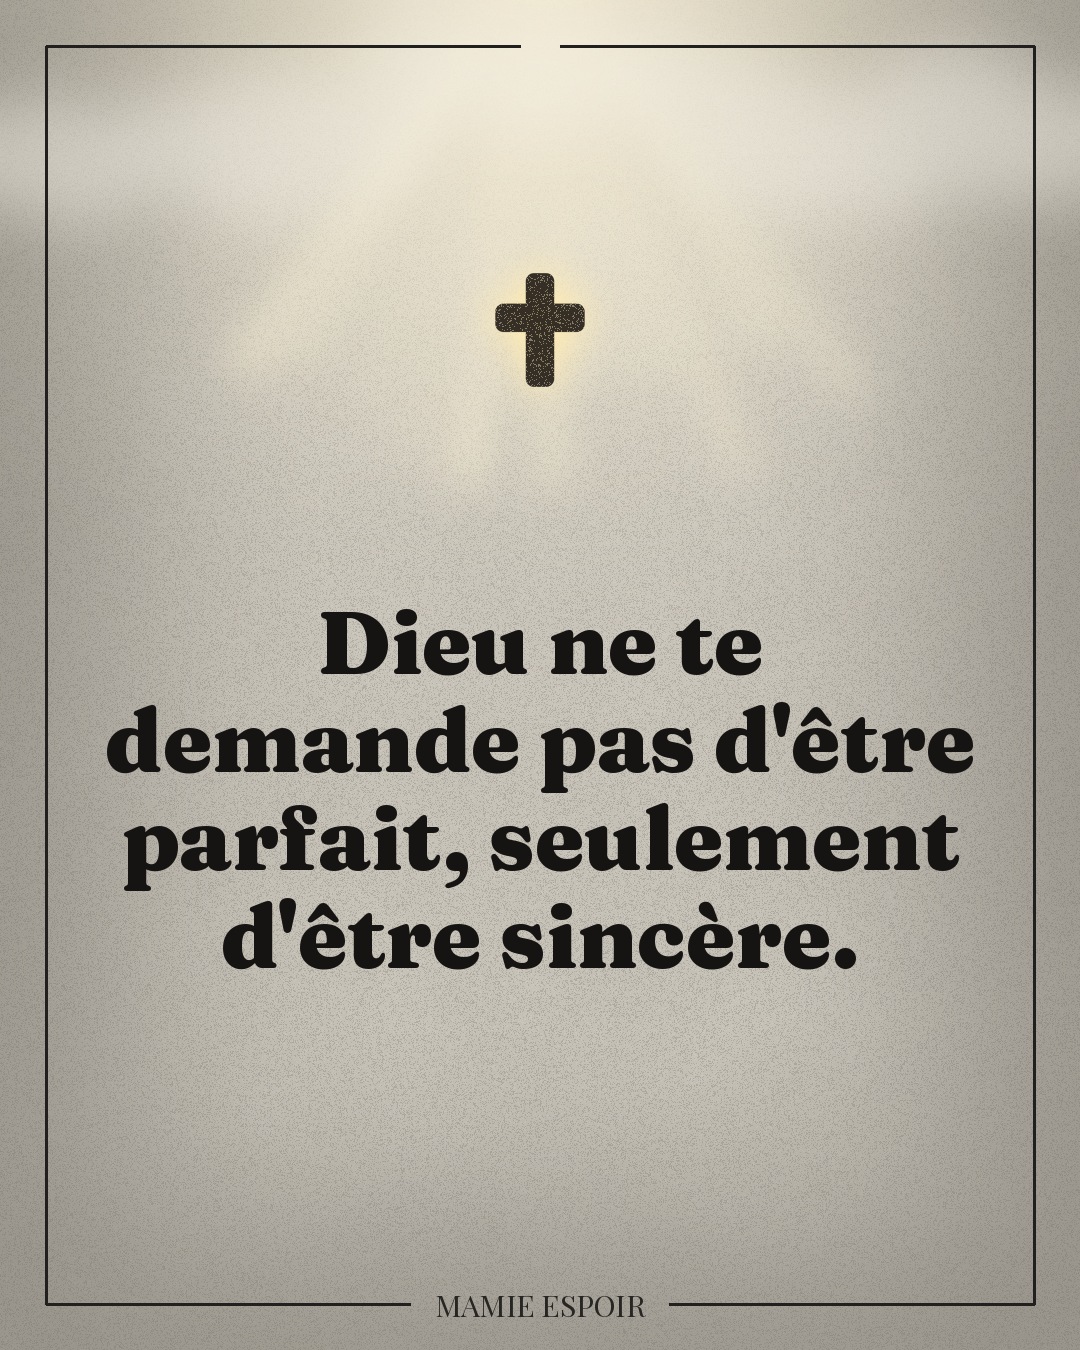 Dieu ne te
demande pas d'être
parfait, seulement
d'être sincère.
MAMIE ESPOIR